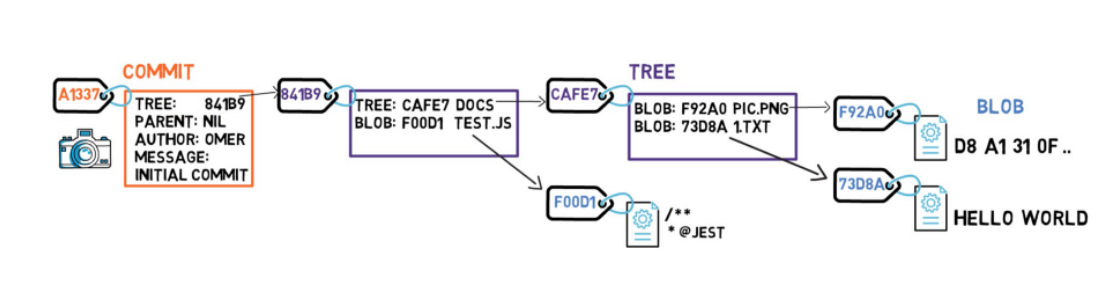 COMMIT
A1337
TREE: 841B9
PARENT: NIL
AUTHOR: OMER
MESSAGE:
INITIAL COMMIT
841B9
TREE: CAFE7 DOCS
BLOB: F00D1 TEST.JS
TREE
CAFE7
BLOB: F92A0 PIC.PNG
BLOB: 73D8A 1.TXT
F00D1
/**
* @JEST
BLOB
F92A0
D8 A1 31 0F ..
73D8A
HELLO WORLD